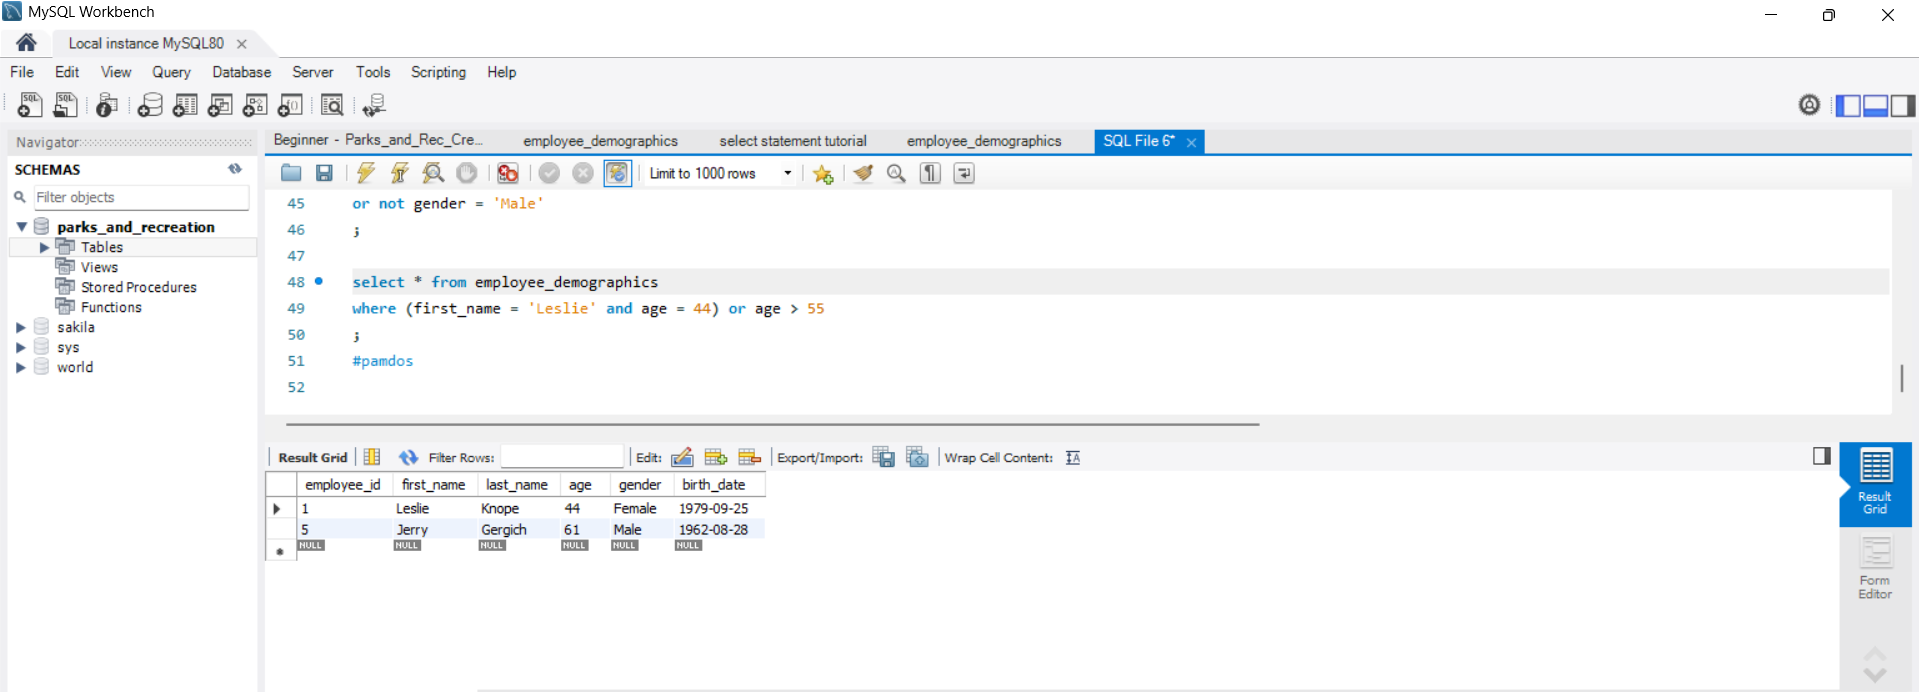 MySQL Workbench
Local instance MySQL80
File Edit View Query Database Server Tools Scripting Help
Navigator
SCHEMAS
Filter objects
parks_and_recreation
Tables
Views
Stored Procedures
Functions
sakila
sys
world
Beginner - Parks_and_Rec_Cre... employee_demographics select statement tutorial employee_demographics SQL File 6*
Limit to 1000 rows
45 or not gender = 'Male'
46 ;
47
48 select * from employee_demographics
49 where (first_name = 'Leslie' and age = 44) or age > 55
50 ;
51 #pamdos
52
Result Grid Filter Rows: Edit: Export/Import: Wrap Cell Content:
employee_id first_name last_name age gender birth_date
1 Leslie Knope 44 Female 1979-09-25
5 Jerry Gergich 61 Male 1962-08-28
NULL NULL NULL NULL NULL NULL
Result
Grid
Form
Editor